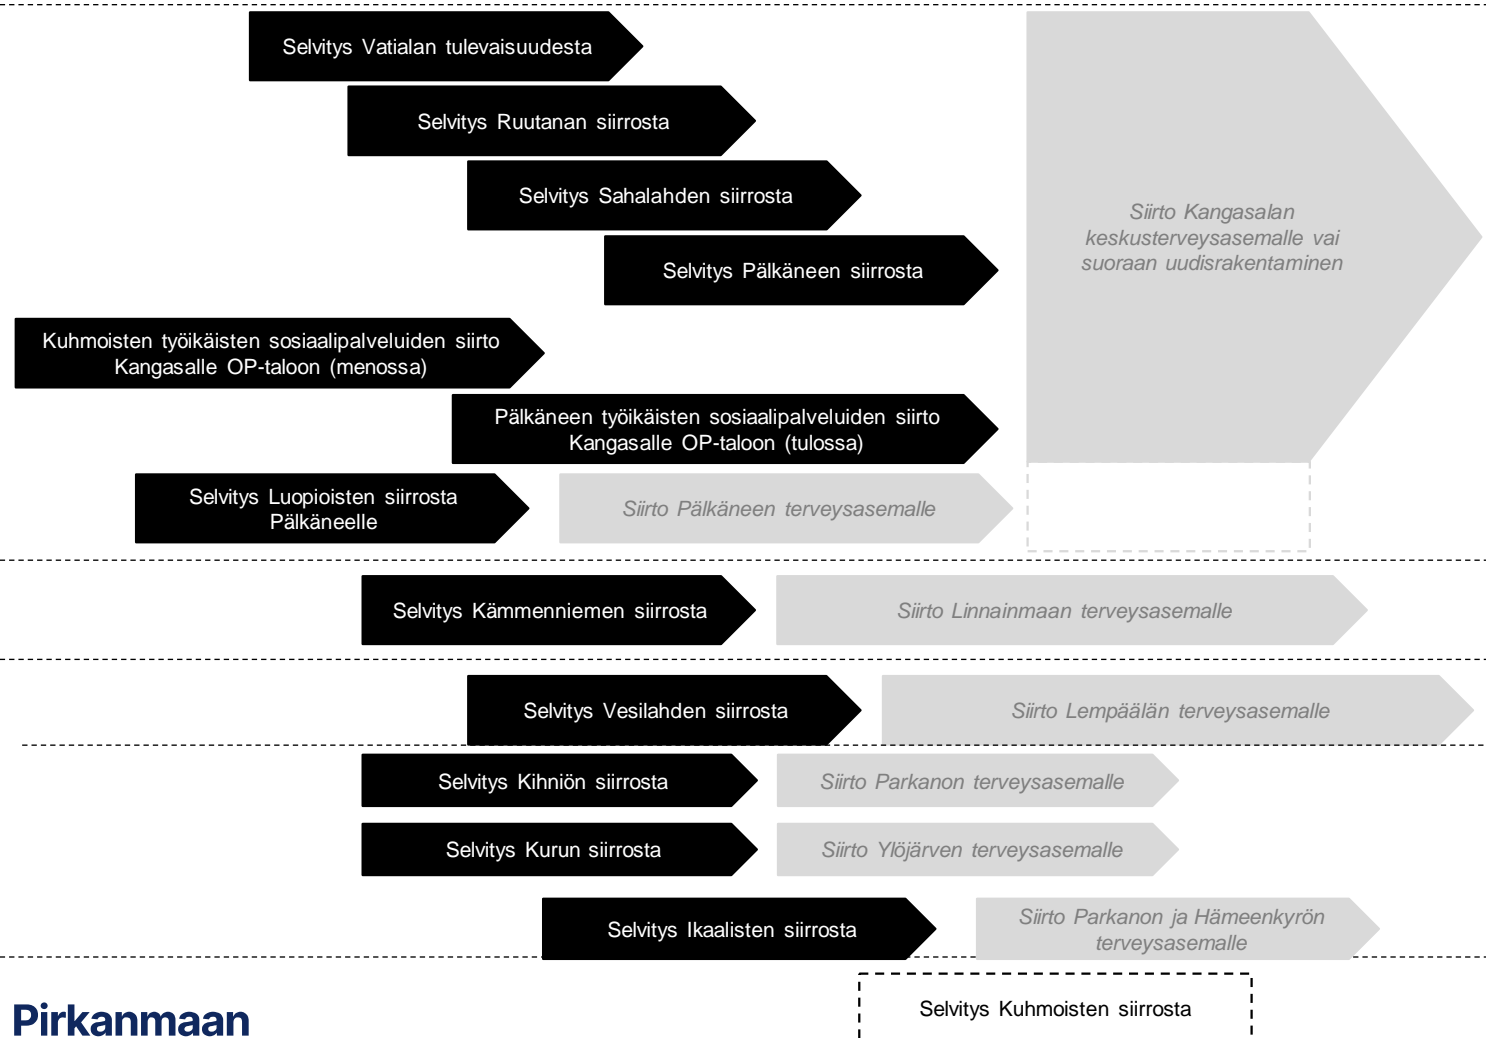 Selvitys Vatialan tulevaisuudesta
Selvitys Ruutanan siirrosta
Selvitys Sahalahden siirrosta
Selvitys Pälkäneen siirrosta
Siirto Kangasalan
keskusterveysasemalle vai
suoraan uudisrakentaminen
Kuhmoisten työikäisten sosiaalipalveluiden siirto
Kangasalle OP-taloon (menossa)
Pälkäneen työikäisten sosiaalipalveluiden siirto
Kangasalle OP-taloon (tulossa)
Selvitys Luopioisten siirrosta
Pälkäneelle
Siirto Pälkäneen terveysasemalle
Selvitys Kämmenniemen siirrosta
Siirto Linnainmaan terveysasemalle
Selvitys Vesilahden siirrosta
Siirto Lempäälän terveysasemalle
Selvitys Kihniön siirrosta
Siirto Parkanon terveysasemalle
Selvitys Kurun siirrosta
Siirto Ylöjärven terveysasemalle
Selvitys Ikaalisten siirrosta
Siirto Parkanon ja Hämeenkyrön
terveysasemalle
Selvitys Kuhmoisten siirrosta
Pirkanmaan